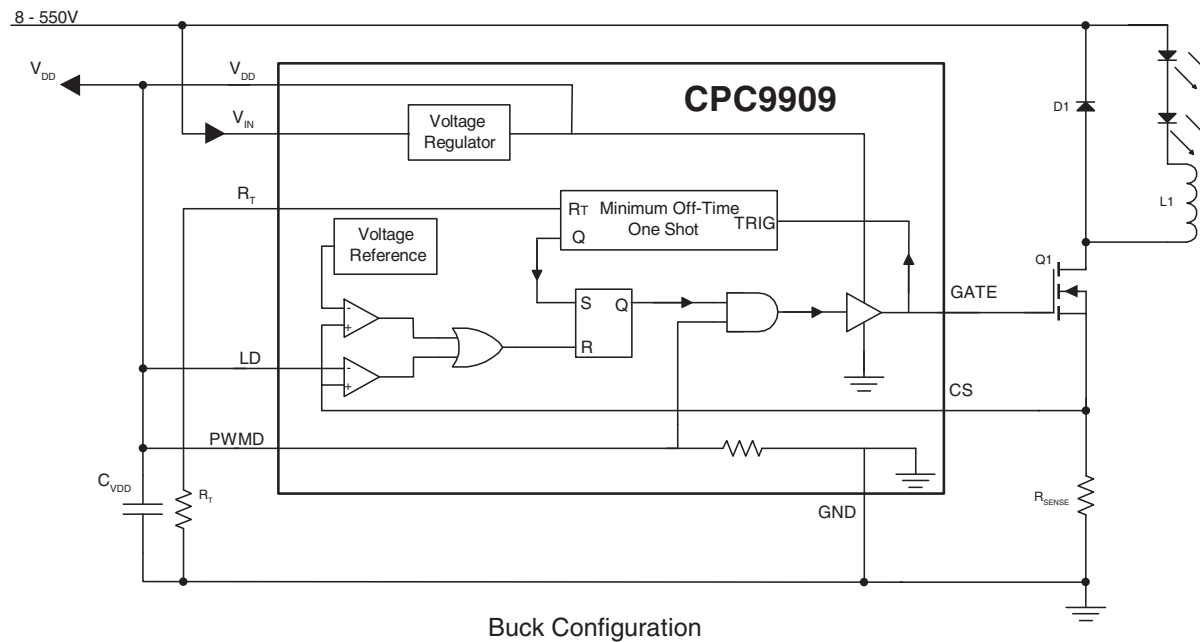 8 - 550V
V_DD
V_DD
CPC9909
V_IN
Voltage
Regulator
D1
R_T
R_T
Minimum Off-Time
One Shot
TRIG
Q
L1
Voltage
Reference
Q1
S
Q
R
GATE
-
+
LD
-
+
CS
PWMD
C_VDD
R_T
R_SENSE
GND
Buck Configuration